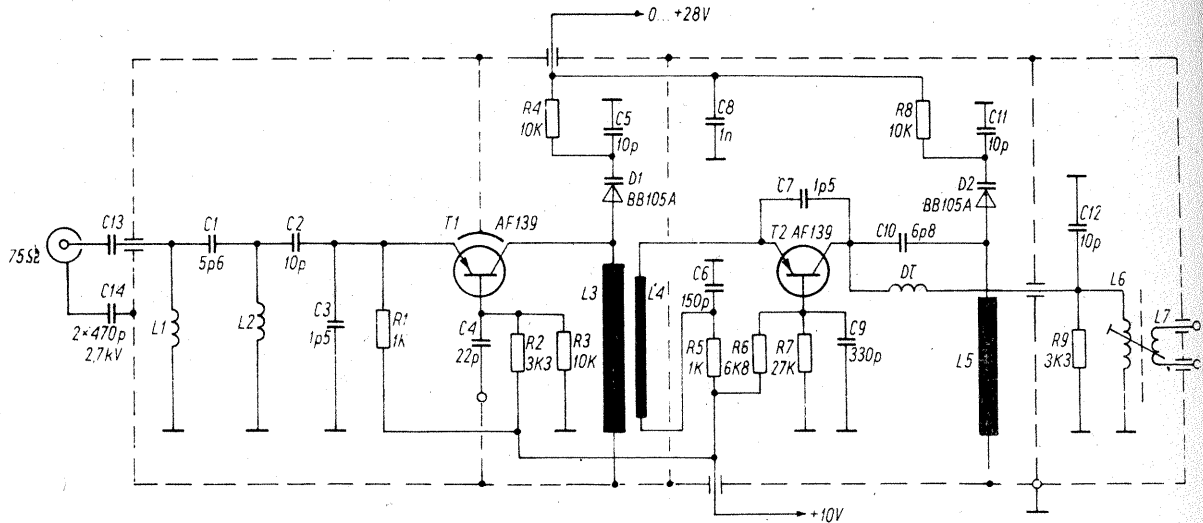 0...+28V
R4
10K
C5
10p
C8
1n
R8
10K
C11
10p
D1
BB105A
C7
1p5
D2
BB105A
C13
C1
5p6
C2
10p
T1
AF139
T2 AF139
C10
6p8
C12
10p
75Ω
C14
2×470p
2,7kV
L1
L2
C3
1p5
R1
1K
C4
22p
R2
3K3
R3
10K
L3
L4
C6
150p
R5
1K
R6
6K8
R7
27K
C9
330p
DT
L5
R9
3K3
L6
L7
+10V